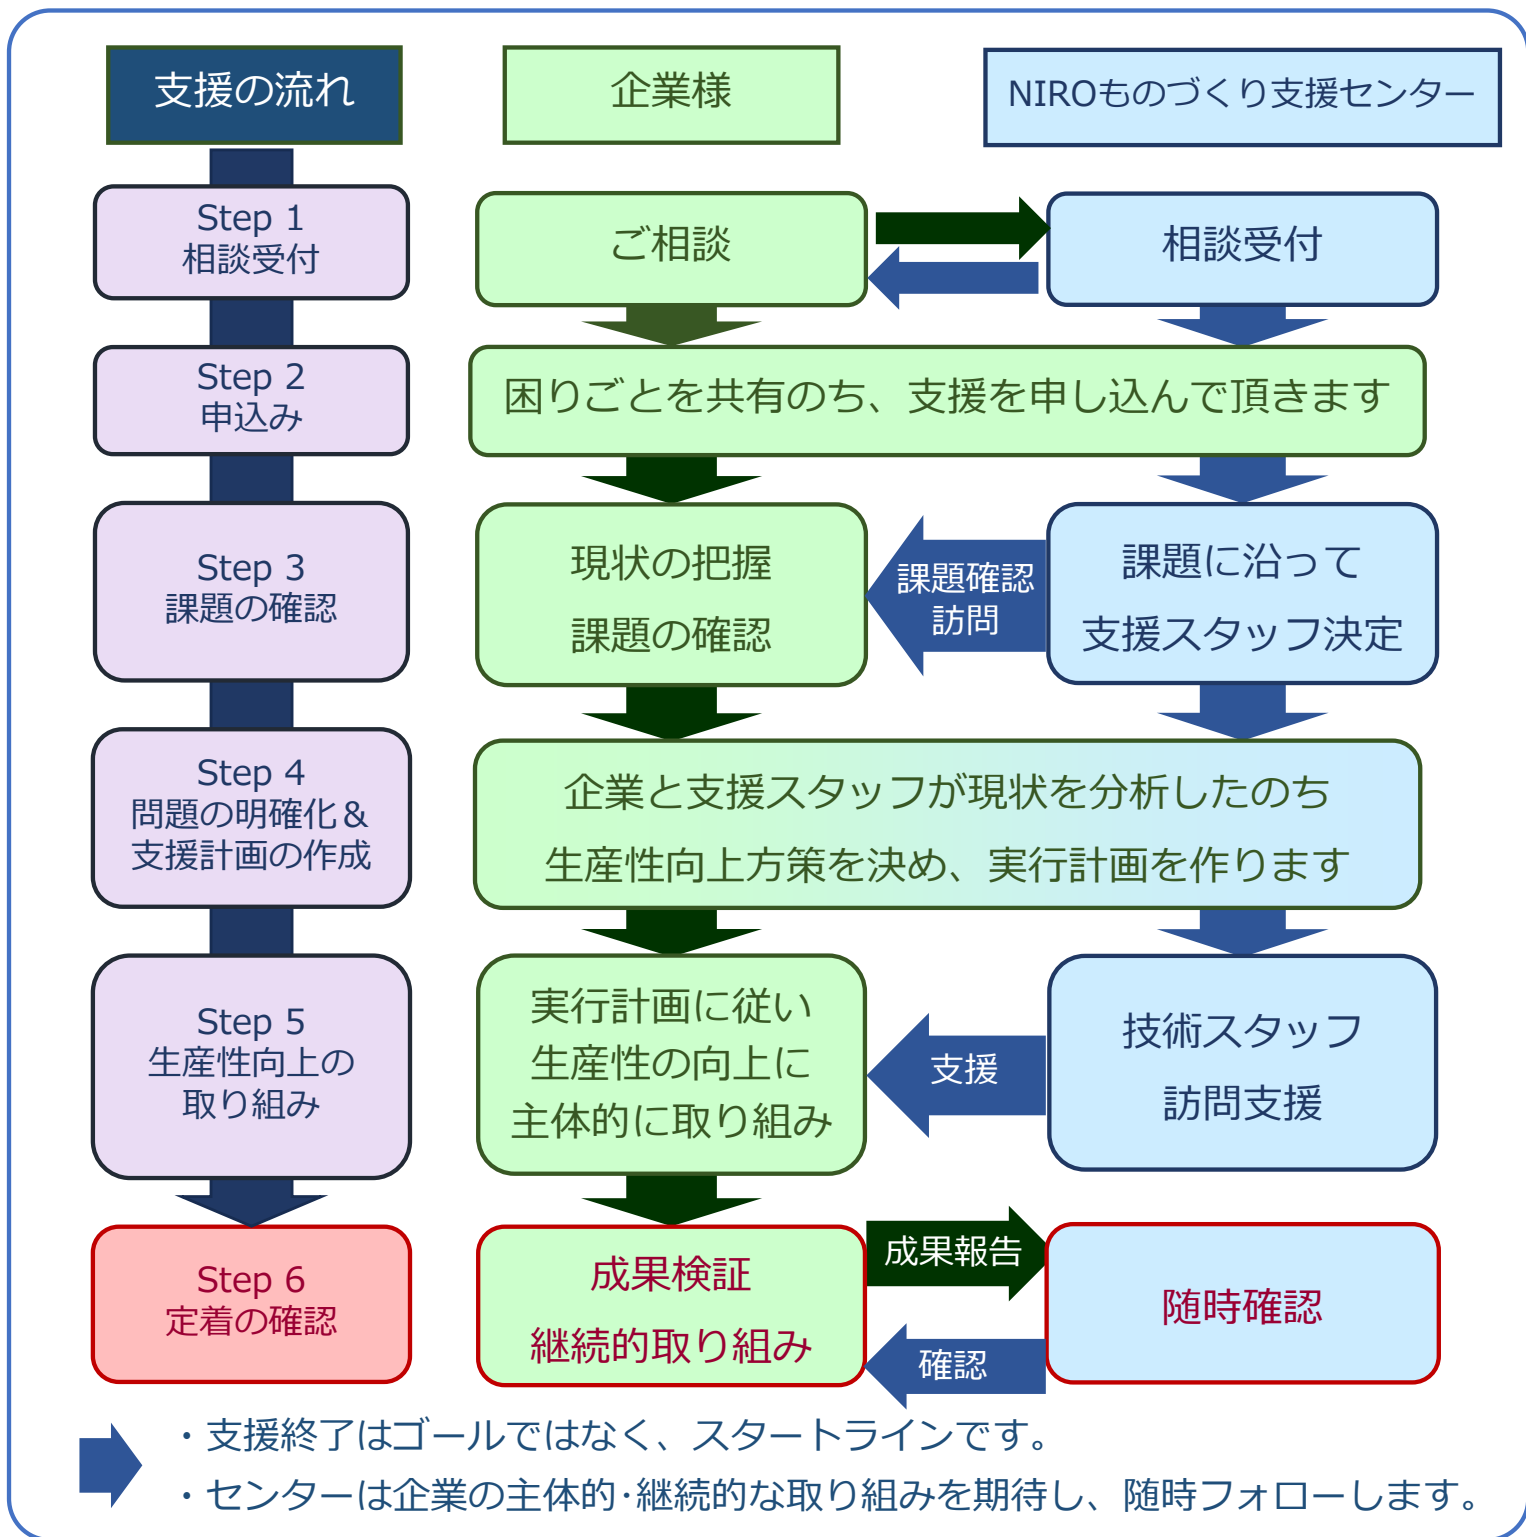 支援の流れ
企業様
NIROものづくり支援センター
Step 1
相談受付
ご相談
相談受付
Step 2
申込み
困りごとを共有のち、支援を申し込んで頂きます
Step 3
課題の確認
現状の把握
課題の確認
課題確認
訪問
課題に沿って
支援スタッフ決定
Step 4
問題の明確化＆
支援計画の作成
企業と支援スタッフが現状を分析したのち
生産性向上方策を決め、実行計画を作ります
Step 5
生産性向上の
取り組み
実行計画に従い
生産性の向上に
主体的に取り組み
支援
技術スタッフ
訪問支援
Step 6
定着の確認
成果検証
継続的取り組み
成果報告
確認
随時確認
・支援終了はゴールではなく、スタートラインです。
・センターは企業の主体的･継続的な取り組みを期待し、随時フォローします。